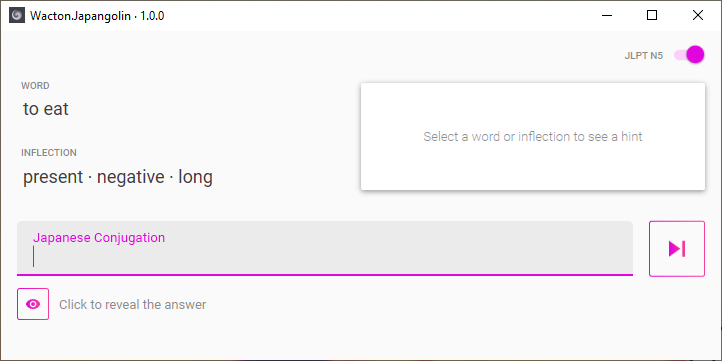 Wacton.Japangolin · 1.0.0
JLPT N5
WORD
to eat
Select a word or inflection to see a hint
INFLECTION
present · negative · long
Japanese Conjugation
Click to reveal the answer